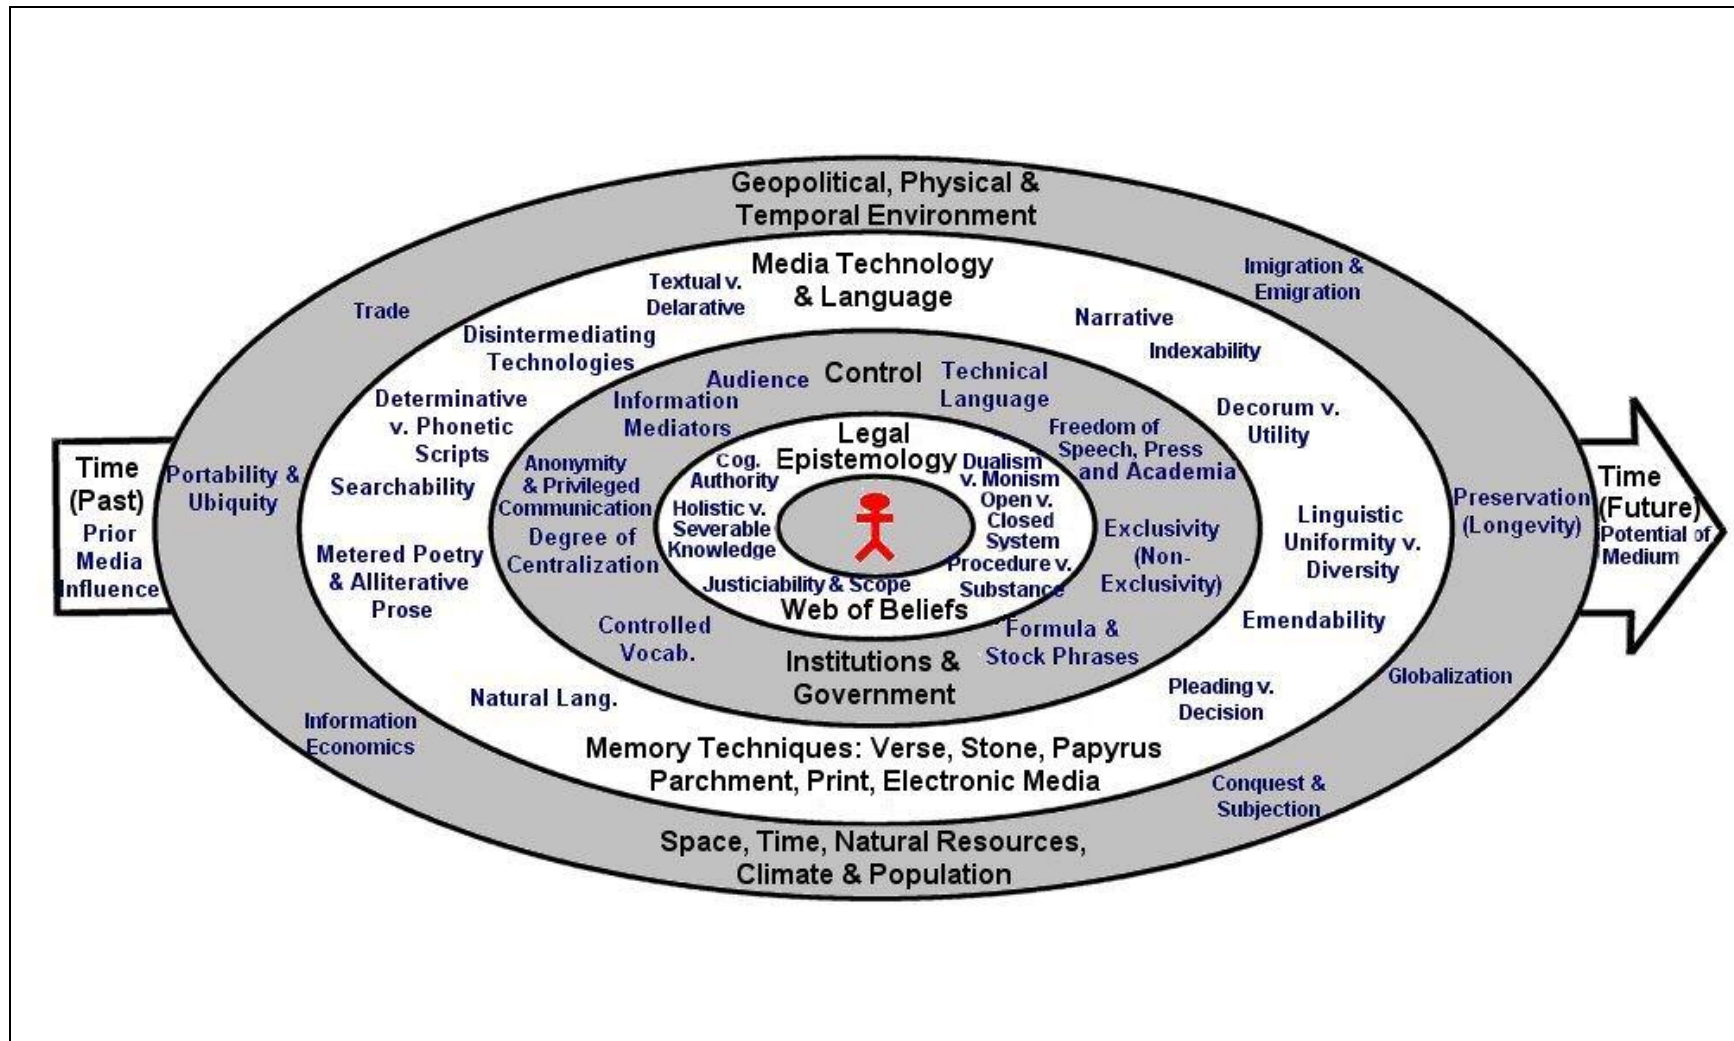 Geopolitical, Physical &
Temporal Environment
Media Technology
& Language
Textual v.
Delarative
Imigration &
Emigration
Trade
Narrative
Disintermediating
Technologies
Indexability
Control
Audience
Technical
Language
Information
Mediators
Determinative
v. Phonetic
Scripts
Decorum v.
Utility
Legal
Epistemology
Freedom of
Speech, Press
and Academia
Cog.
Authority
Dualism
v. Monism
Anonymity
& Privileged
Communication
Time
(Past)
Prior
Media
Influence
Portability &
Ubiquity
Searchability
Holistic v.
Severable
Knowledge
Open v.
Closed
System
Preservation
(Longevity)
Time
(Future)
Potential of
Medium
Degree of
Centralization
Exclusivity
(Non-
Exclusivity)
Linguistic
Uniformity v.
Diversity
Metered Poetry
& Alliterative
Prose
Procedure v.
Substance
Justiciability & Scope
Web of Beliefs
Emendability
Controlled
Vocab.
Formula &
Stock Phrases
Institutions &
Government
Globalization
Natural Lang.
Pleading v.
Decision
Information
Economics
Memory Techniques: Verse, Stone, Papyrus
Parchment, Print, Electronic Media
Conquest &
Subjection
Space, Time, Natural Resources,
Climate & Population